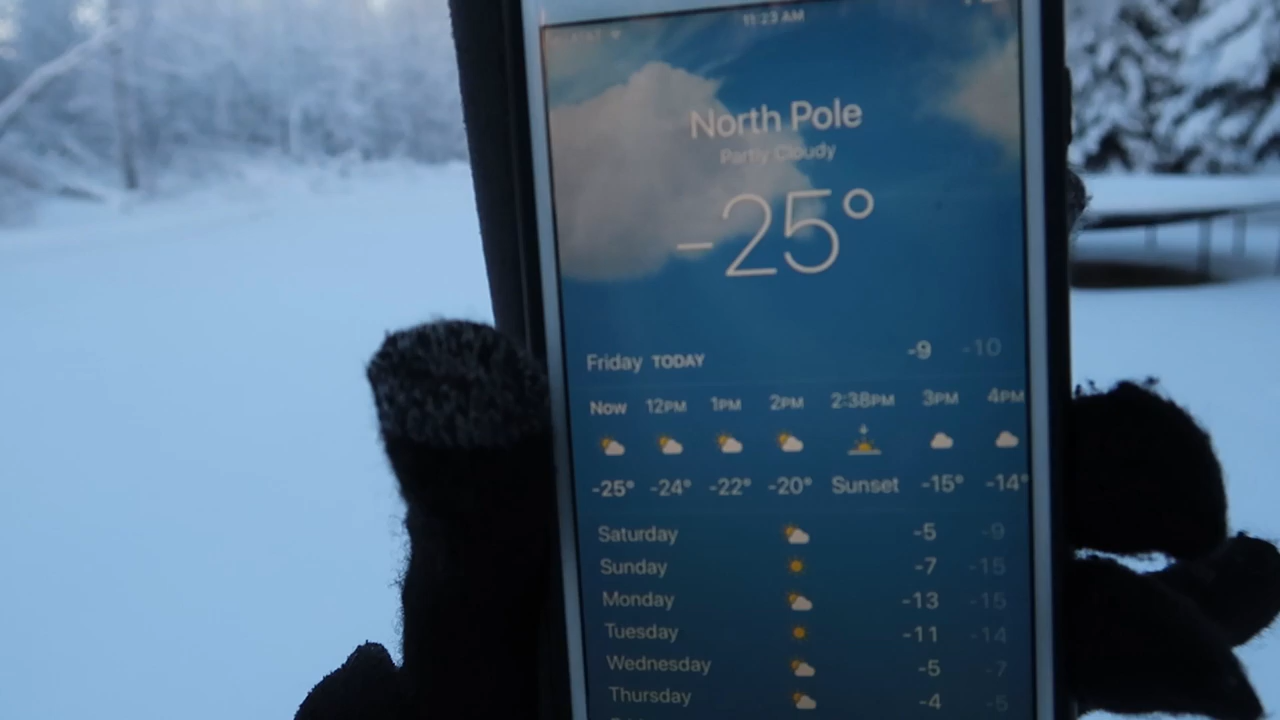 11:23 AM
North Pole
Partly Cloudy
-25°
Friday TODAY -9 -10
Now 12PM 1PM 2PM 2:38PM 3PM 4PM
-25° -24° -22° -20° Sunset -15° -14°
Saturday -5 -9
Sunday -7 -15
Monday -13 -15
Tuesday -11 -14
Wednesday -5 -7
Thursday -4 -5